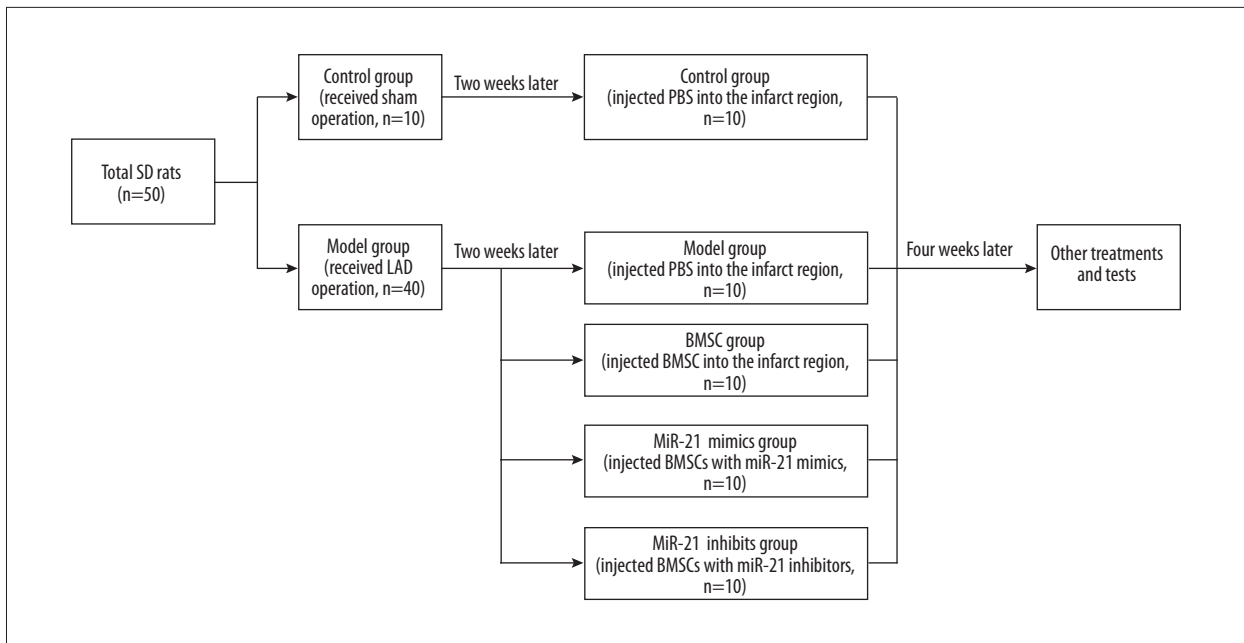 Total SD rats
(n=50)
Control group
(received sham
operation, n=10)
Two weeks later
Control group
(injected PBS into the infarct region,
n=10)
Model group
(received LAD
operation, n=40)
Two weeks later
Model group
(injected PBS into the infarct region,
n=10)
BMSC group
(injected BMSC into the infarct region,
n=10)
MiR-21 mimics group
(injected BMSCs with miR-21 mimics,
n=10)
MiR-21 inhibits group
(injected BMSCs with miR-21 inhibitors,
n=10)
Four weeks later
Other treatments
and tests